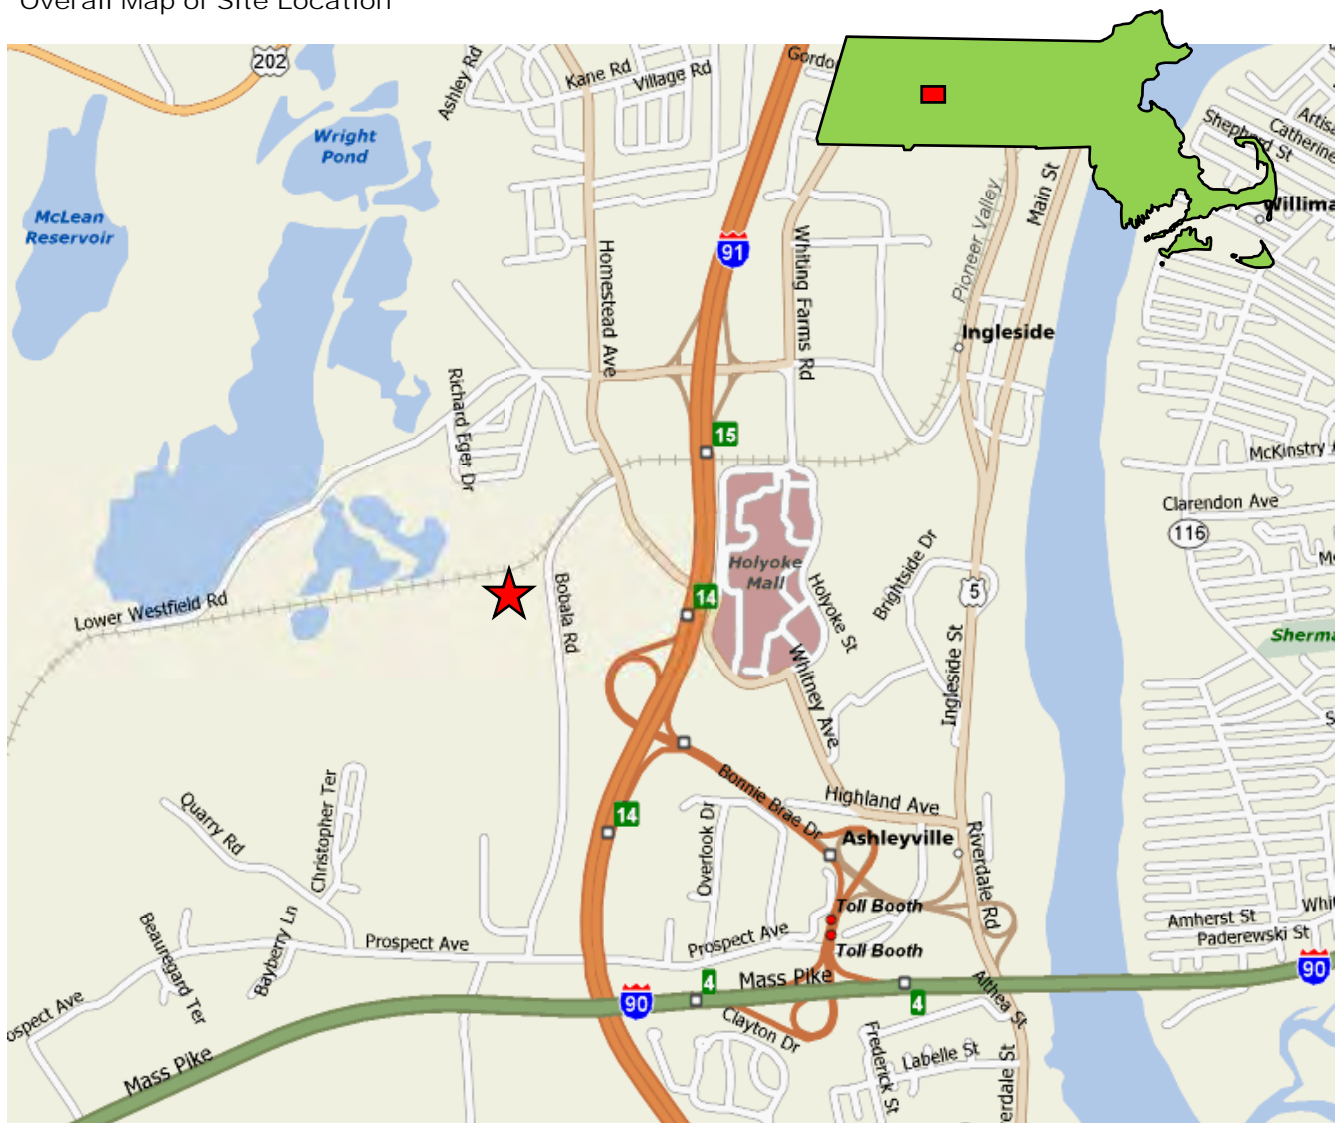 Overall Map of Site Location
202
Ashley Rd
Kane Rd
Village Rd
Gordo
Wright
Pond
McLean
Reservoir
91
Homestead Ave
Whiting Farms Rd
Pioneer Valley
Main St
Shepherd St
Artisa
Catherine
Willima
Ingleside
Richard Eger Dr
15
McKinstry
Clarendon Ave
116
Holyoke
Mall
Holyoke St
Brightside Dr
5
14
Lower Westfield Rd
Bobala Rd
Sherma
Ingleside St
Whitney Ave
Quarry Rd
Christopher Ter
14
Bonnie Brae Dr
Overlook Dr
Highland Ave
Ashleyville
Riverdale Rd
Toll Booth
Toll Booth
Beauregard Ter
Bayberry Ln
Prospect Ave
Prospect Ave
Amherst St
Paderewski St
Whit
Mass Pike
4
4
90
90
Althea St
ospect Ave
Mass Pike
Clayton Dr
Frederick St
Labelle St
erdale St